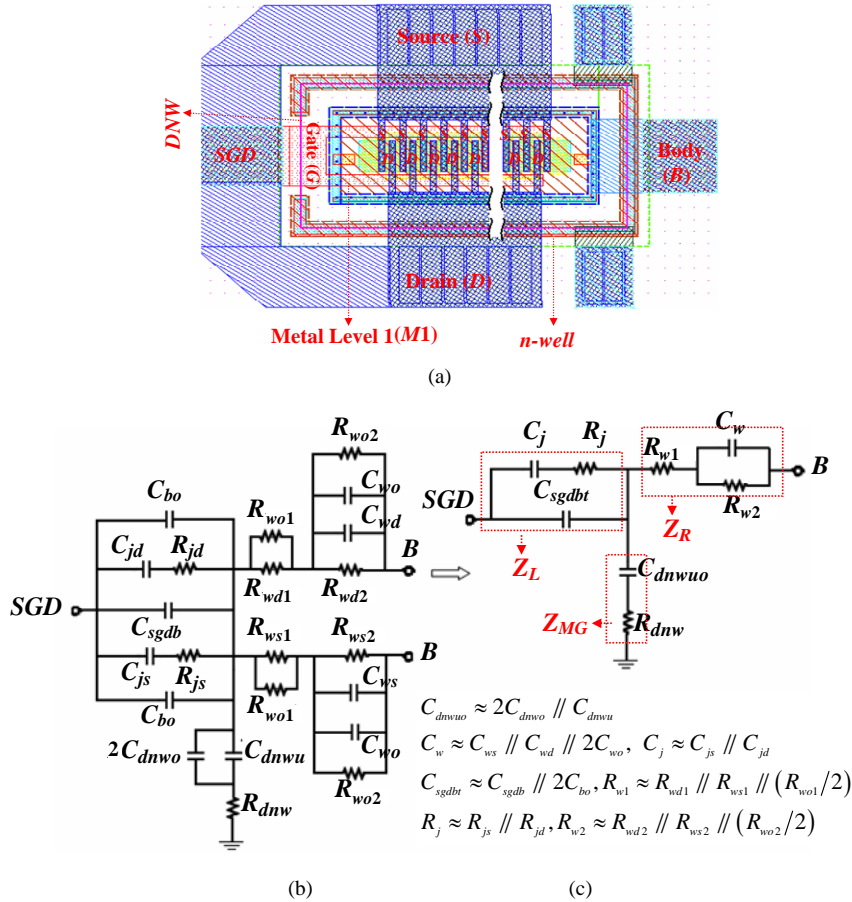 Source (S)
DNW
SGD
Gate (G)
S S S S S S S S S
D D D D D D D
Body
(B)
Drain (D)
Metal Level 1(M1)
n-well
(a)
R_wo2
C_wo
C_wd
C_bo
R_wo1
C_jd R_jd
R_wd1 R_wd2 B
SGD
C_sgdb
R_ws1 R_ws2 B
C_js R_js
R_wo1 C_ws
C_bo
C_wo
2C_dnwo C_dnwu
R_wo2
R_dnw
(b)
C_w
C_j R_j R_w1
B
C_sgdbt
R_w2
SGD
Z_L Z_R
C_dnwuo
Z_MG R_dnw
C_dnwuo ≈ 2C_dnwo // C_dnwu
C_w ≈ C_ws // C_wd // 2C_wo, C_j ≈ C_js // C_jd
C_sgdbt ≈ C_sgdb // 2C_bo, R_w1 ≈ R_wd1 // R_ws1 // (R_wo1/2)
R_j ≈ R_js // R_jd, R_w2 ≈ R_wd2 // R_ws2 // (R_wo2/2)
(c)